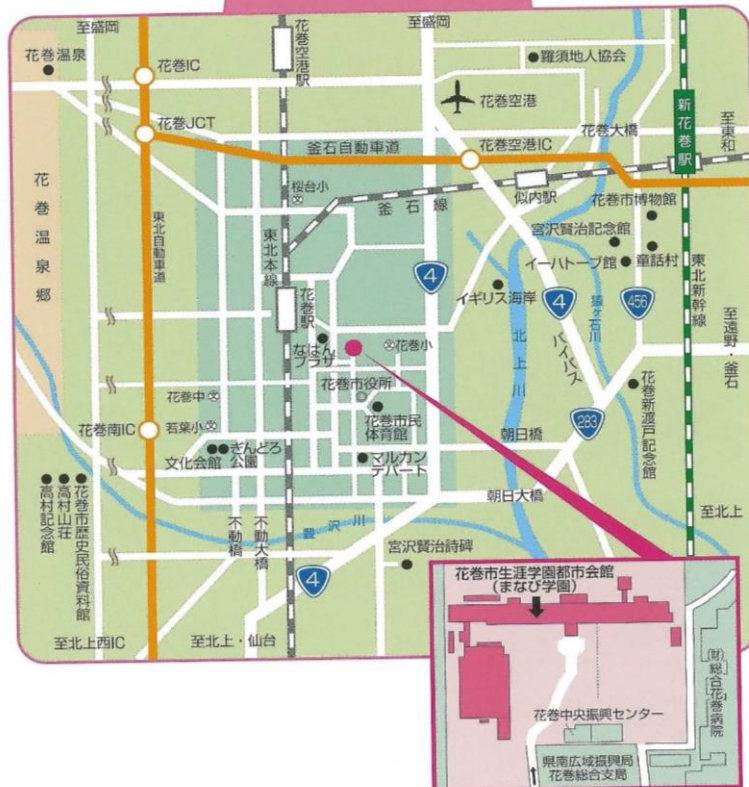 至盛岡
花巻温泉
花巻IC
花巻空港駅
至盛岡
羅須地人協会
花巻空港
新花巻駅
至東和
花巻JCT
釜石自動車道
花巻空港IC
花巻大橋
桜台小
文
釜石線
似内駅
花巻市博物館
宮沢賢治記念館
イーハトーブ館
童話村
花巻温泉郷
東北自動車道
東北本線
花巻駅
4
イギリス海岸
北上川
4
バイパス
猿ヶ石川
456
東北新幹線
至遠野・釜石
なはん
プラザ
文
花巻小
花巻市役所
花巻中
文
花巻市民
体育館
283
花巻新渡戸記念館
花巻南IC
若葉小
文
文化会館
ぎんどろ
公園
マルカン
デパート
朝日橋
朝日大橋
至北上
高村記念館
高村山荘
花巻市歴史民俗資料館
不動橋
不動大橋
豊沢川
4
宮沢賢治詩碑
至北上西IC
至北上・仙台
花巻市生涯学園都市会館
(まなび学園)
花巻中央振興センター
(財)総合花巻病院
県南広域振興局
花巻総合支局